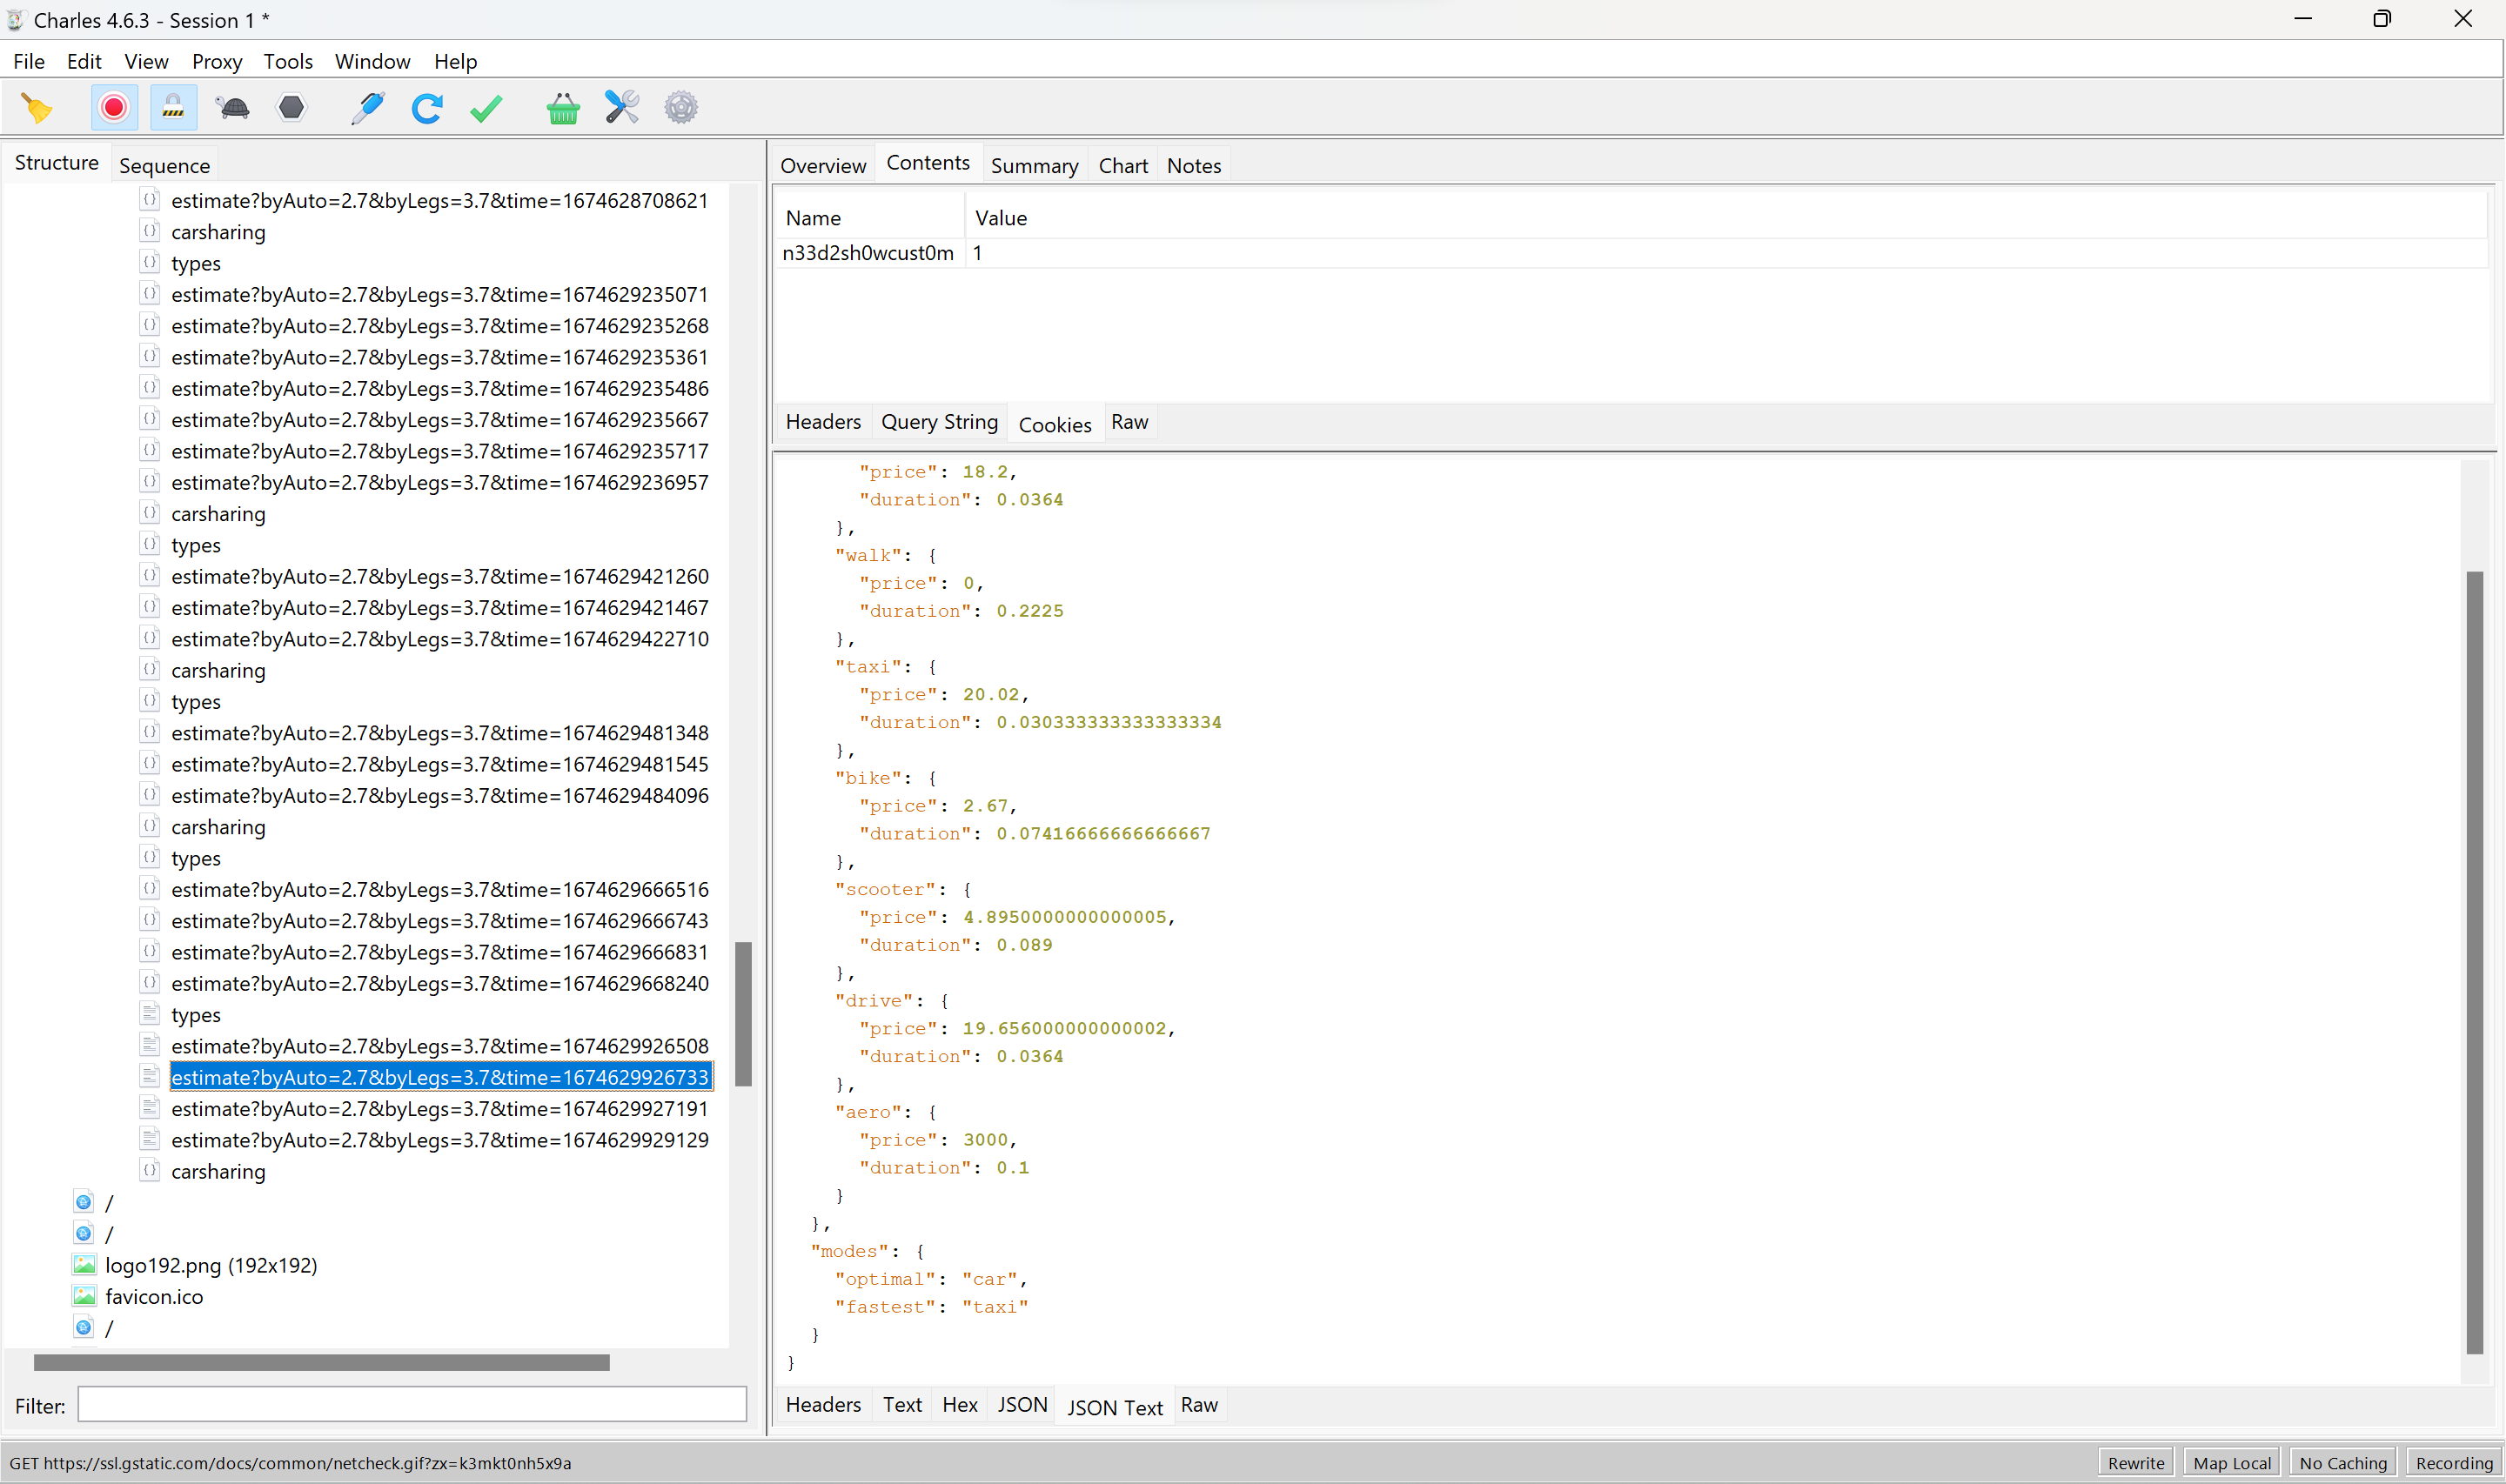 Charles 4.6.3 - Session 1 *
File Edit View Proxy Tools Window Help
Structure Sequence
estimate?byAuto=2.7&byLegs=3.7&time=1674628708621
carsharing
types
estimate?byAuto=2.7&byLegs=3.7&time=1674629235071
estimate?byAuto=2.7&byLegs=3.7&time=1674629235268
estimate?byAuto=2.7&byLegs=3.7&time=1674629235361
estimate?byAuto=2.7&byLegs=3.7&time=1674629235486
estimate?byAuto=2.7&byLegs=3.7&time=1674629235667
estimate?byAuto=2.7&byLegs=3.7&time=1674629235717
estimate?byAuto=2.7&byLegs=3.7&time=1674629236957
carsharing
types
estimate?byAuto=2.7&byLegs=3.7&time=1674629421260
estimate?byAuto=2.7&byLegs=3.7&time=1674629421467
estimate?byAuto=2.7&byLegs=3.7&time=1674629422710
carsharing
types
estimate?byAuto=2.7&byLegs=3.7&time=1674629481348
estimate?byAuto=2.7&byLegs=3.7&time=1674629481545
estimate?byAuto=2.7&byLegs=3.7&time=1674629484096
carsharing
types
estimate?byAuto=2.7&byLegs=3.7&time=1674629666516
estimate?byAuto=2.7&byLegs=3.7&time=1674629666743
estimate?byAuto=2.7&byLegs=3.7&time=1674629666831
estimate?byAuto=2.7&byLegs=3.7&time=1674629668240
types
estimate?byAuto=2.7&byLegs=3.7&time=1674629926508
estimate?byAuto=2.7&byLegs=3.7&time=1674629926733
estimate?byAuto=2.7&byLegs=3.7&time=1674629927191
estimate?byAuto=2.7&byLegs=3.7&time=1674629929129
carsharing
/
/
logo192.png (192x192)
favicon.ico
/
Filter:
Overview Contents Summary Chart Notes
Name Value
n33d2sh0wcust0m 1
Headers Query String Cookies Raw
"price": 18.2,
"duration": 0.0364
},
"walk": {
"price": 0,
"duration": 0.2225
},
"taxi": {
"price": 20.02,
"duration": 0.030333333333333334
},
"bike": {
"price": 2.67,
"duration": 0.07416666666666667
},
"scooter": {
"price": 4.8950000000000005,
"duration": 0.089
},
"drive": {
"price": 19.656000000000002,
"duration": 0.0364
},
"aero": {
"price": 3000,
"duration": 0.1
}
},
"modes": {
"optimal": "car",
"fastest": "taxi"
}
}
Headers Text Hex JSON JSON Text Raw
GET https://ssl.gstatic.com/docs/common/netcheck.gif?zx=k3mkt0nh5x9a
Rewrite Map Local No Caching Recording